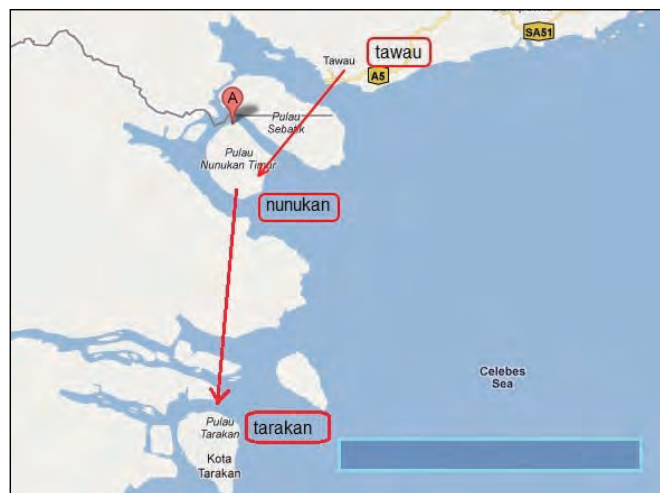 SA51
Tawau
tawau
A5
A
Pulau
Sebatik
Pulau
Nunukan Timur
nunukan
Celebes
Sea
Pulau
Tarakan
tarakan
Kota
Tarakan